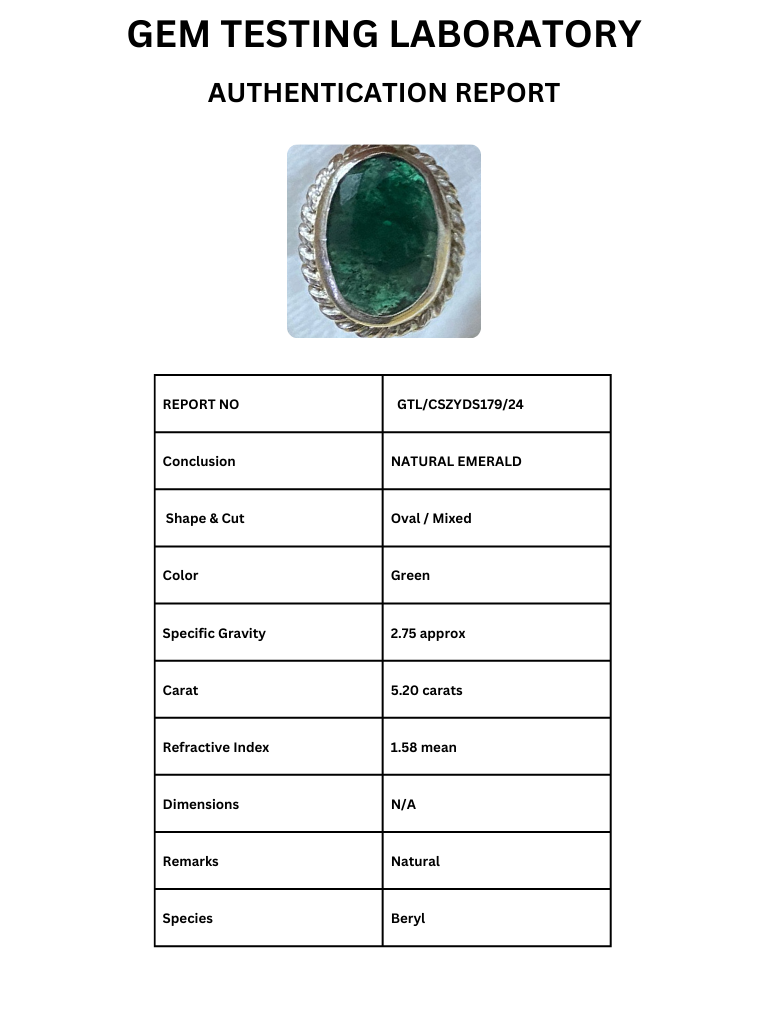 GEM TESTING LABORATORY
AUTHENTICATION REPORT
REPORT NO GTL/CSZYDS179/24
Conclusion NATURAL EMERALD
Shape & Cut Oval / Mixed
Color Green
Specific Gravity 2.75 approx
Carat 5.20 carats
Refractive Index 1.58 mean
Dimensions N/A
Remarks Natural
Species Beryl